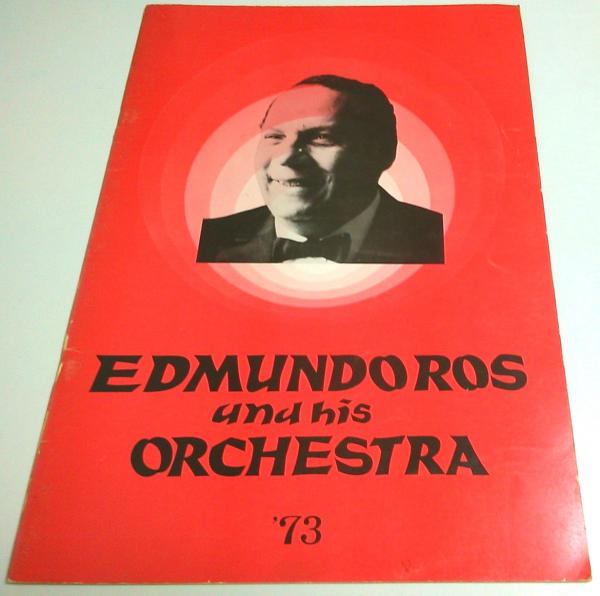 EDMUNDO ROS
and his
ORCHESTRA
'73